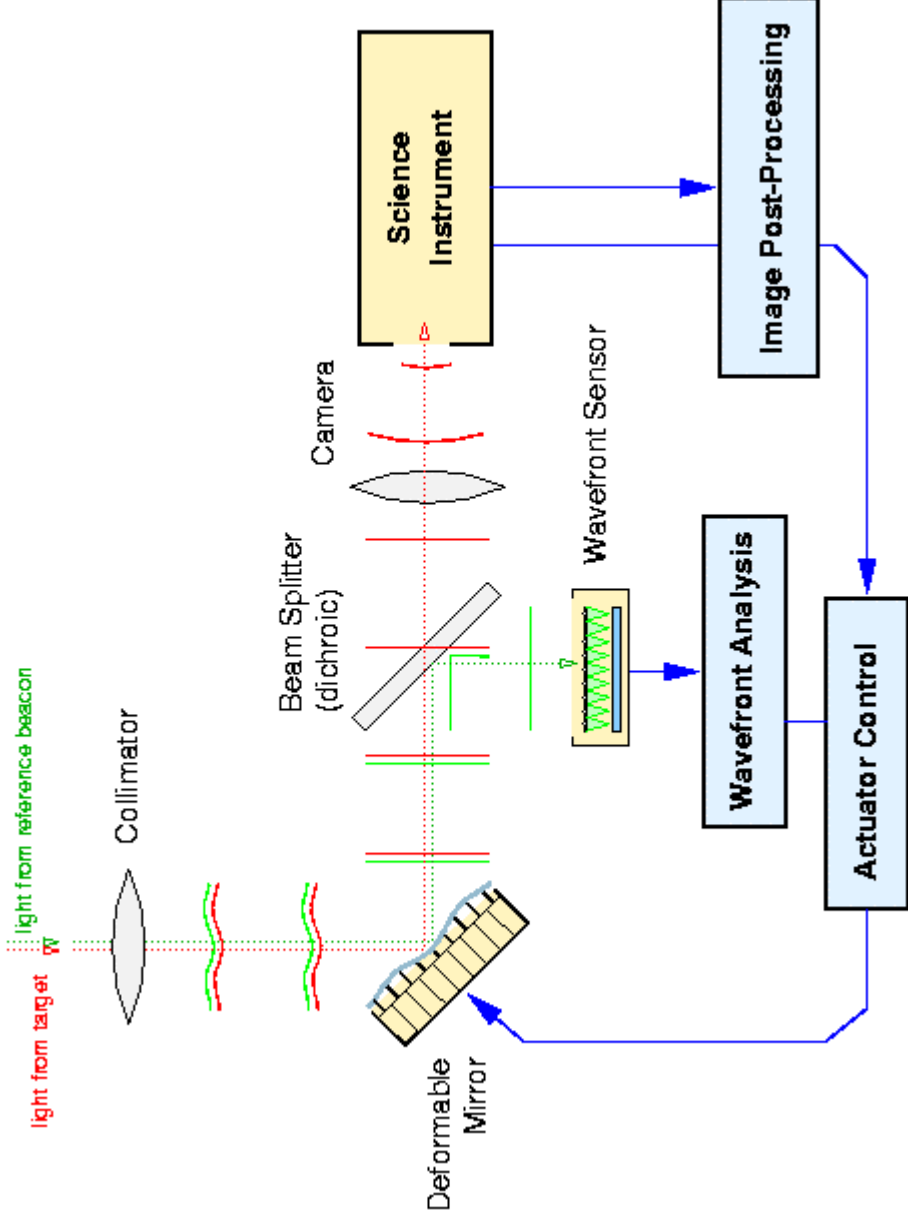 light from target
light from reference beacon
Collimator
Deformable
Mirror
Beam Splitter
(dichroic)
Camera
Science
Instrument
Wavefront Sensor
Wavefront Analysis
Actuator Control
Image Post-Processing